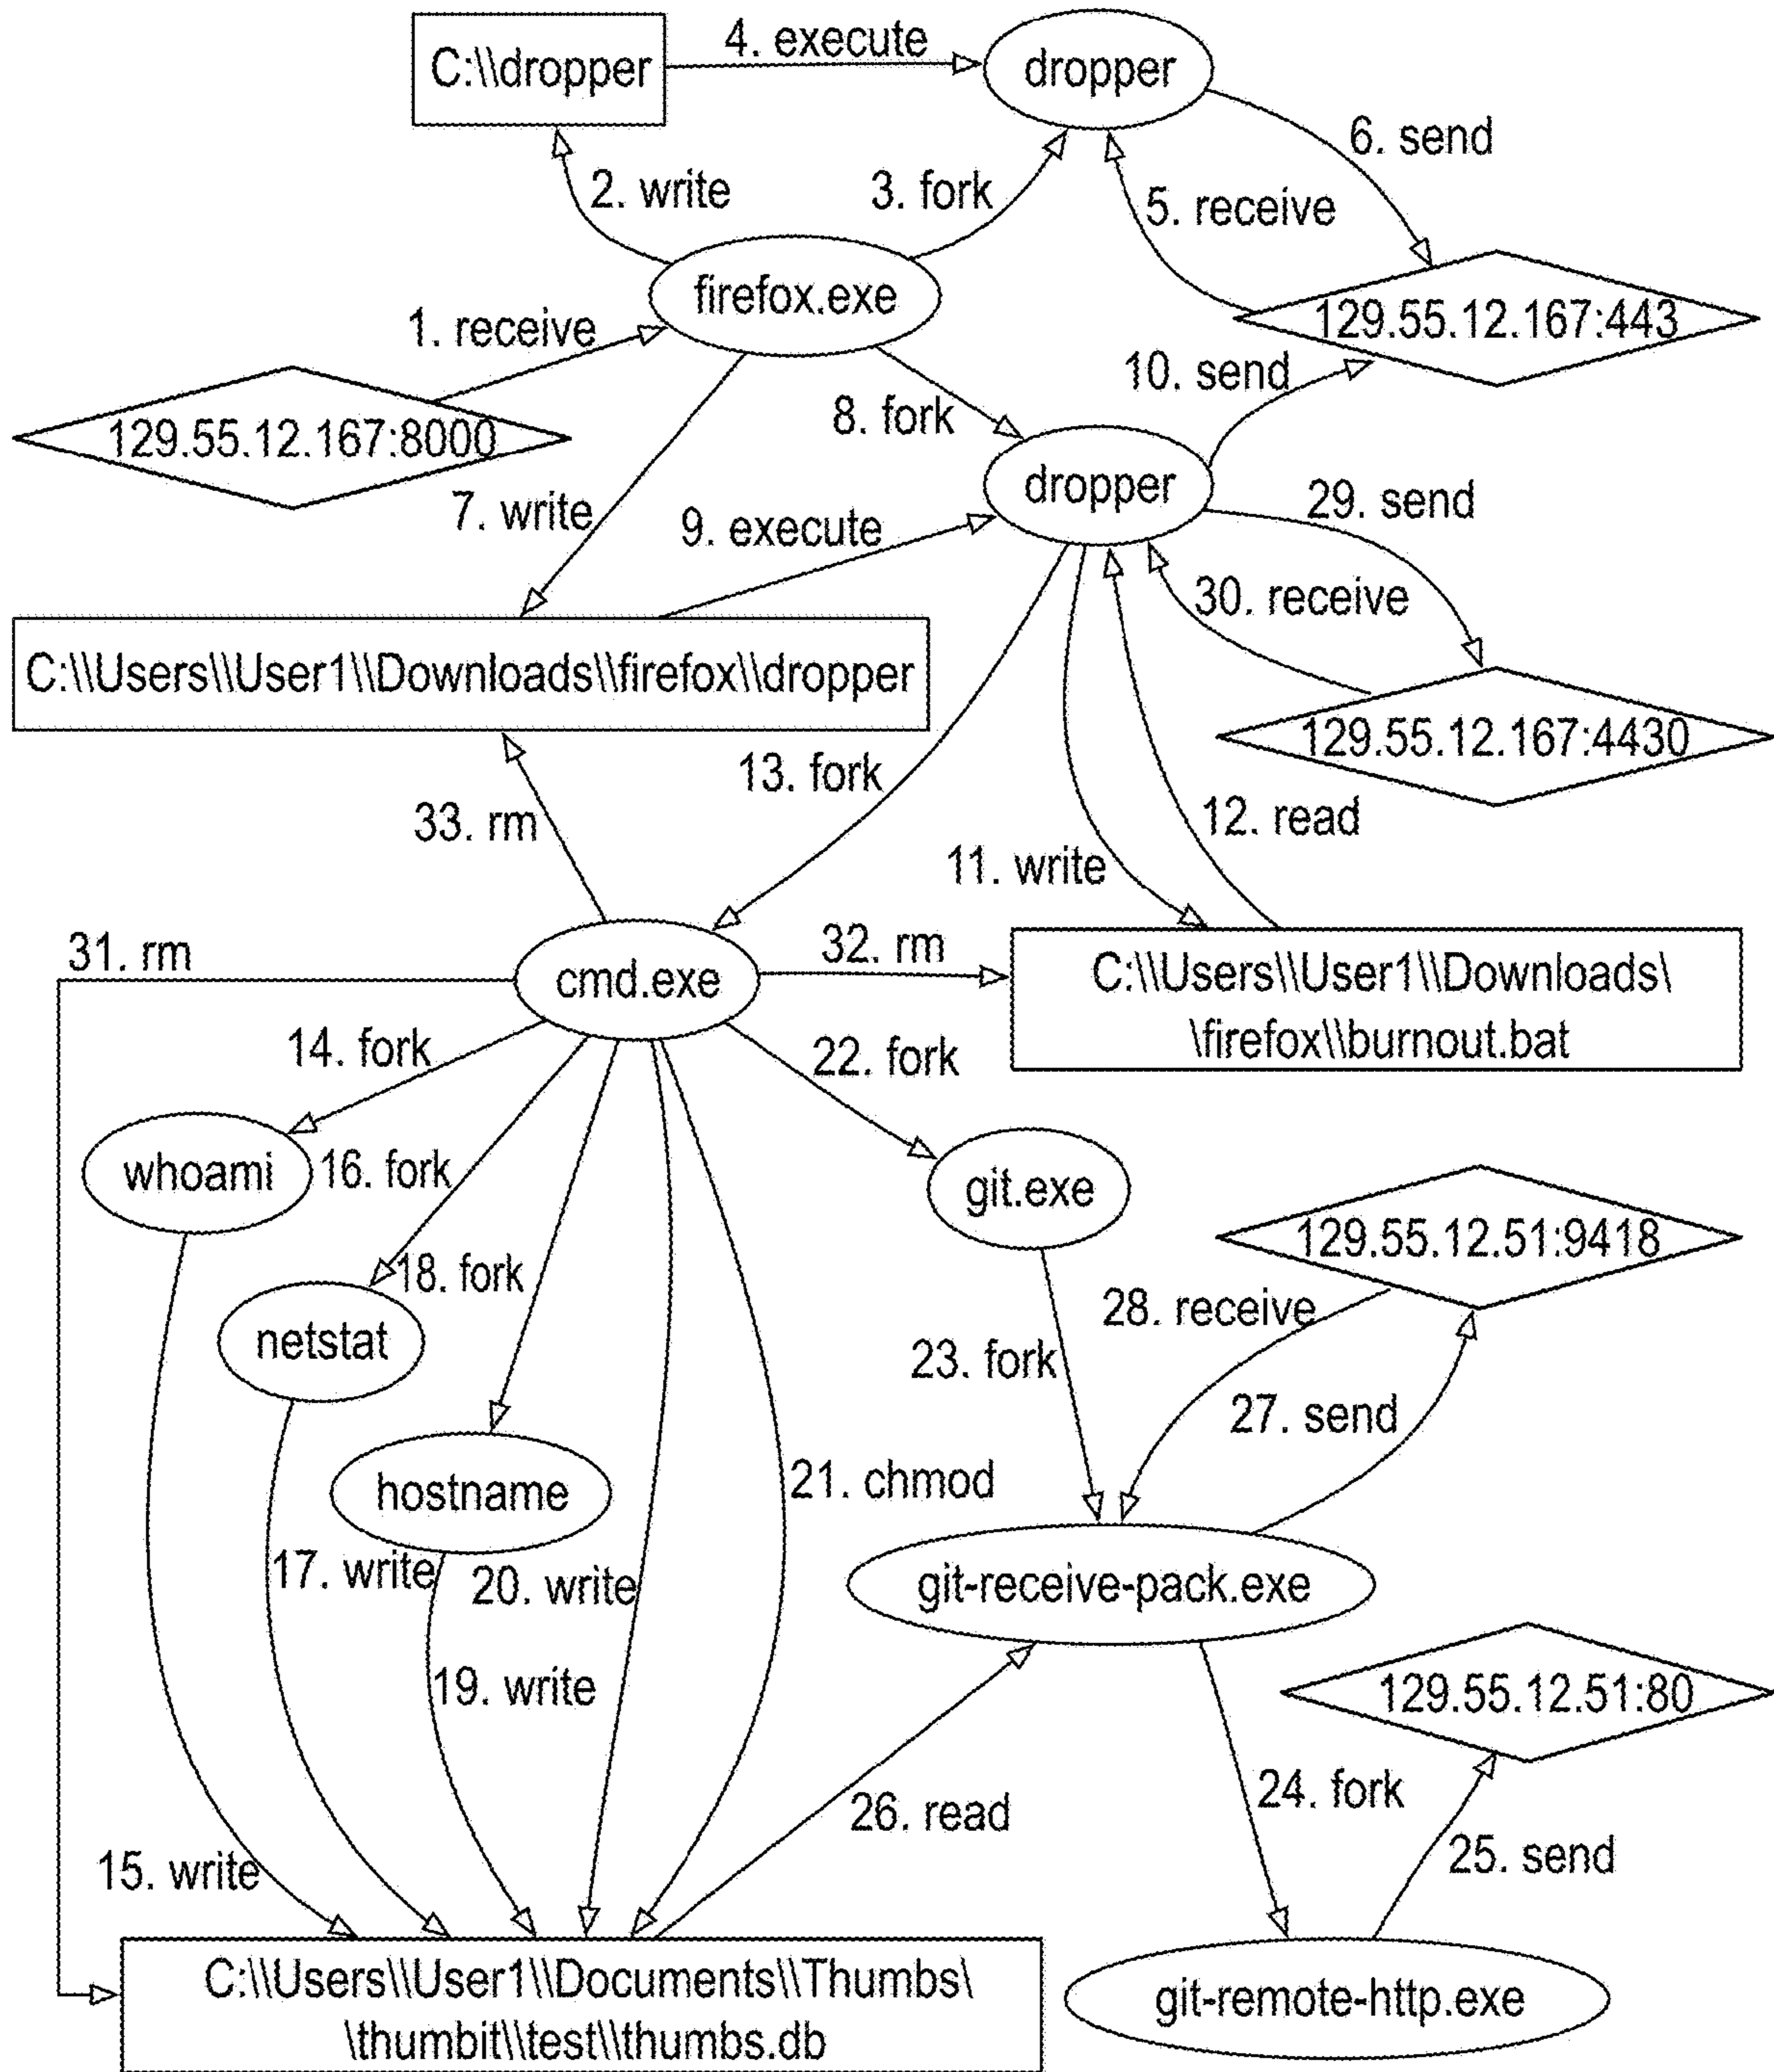 4. execute
C:\\dropper
dropper
6. send
2. write
3. fork
5. receive
firefox.exe
1. receive
129.55.12.167:443
10. send
8. fork
129.55.12.167:8000
dropper
7. write
9. execute
29. send
30. receive
C:\\Users\\User1\\Downloads\\firefox\\dropper
129.55.12.167:4430
13. fork
33. rm
12. read
11. write
31. rm
32. rm
cmd.exe
C:\\Users\\User1\\Downloads\
\firefox\\burnout.bat
14. fork
22. fork
whoami
16. fork
git.exe
129.55.12.51:9418
18. fork
28. receive
netstat
23. fork
27. send
21. chmod
hostname
17. write
20. write
git-receive-pack.exe
19. write
129.55.12.51:80
24. fork
26. read
25. send
15. write
C:\\Users\\User1\\Documents\\Thumbs\
\thumbit\\test\\thumbs.db
git-remote-http.exe